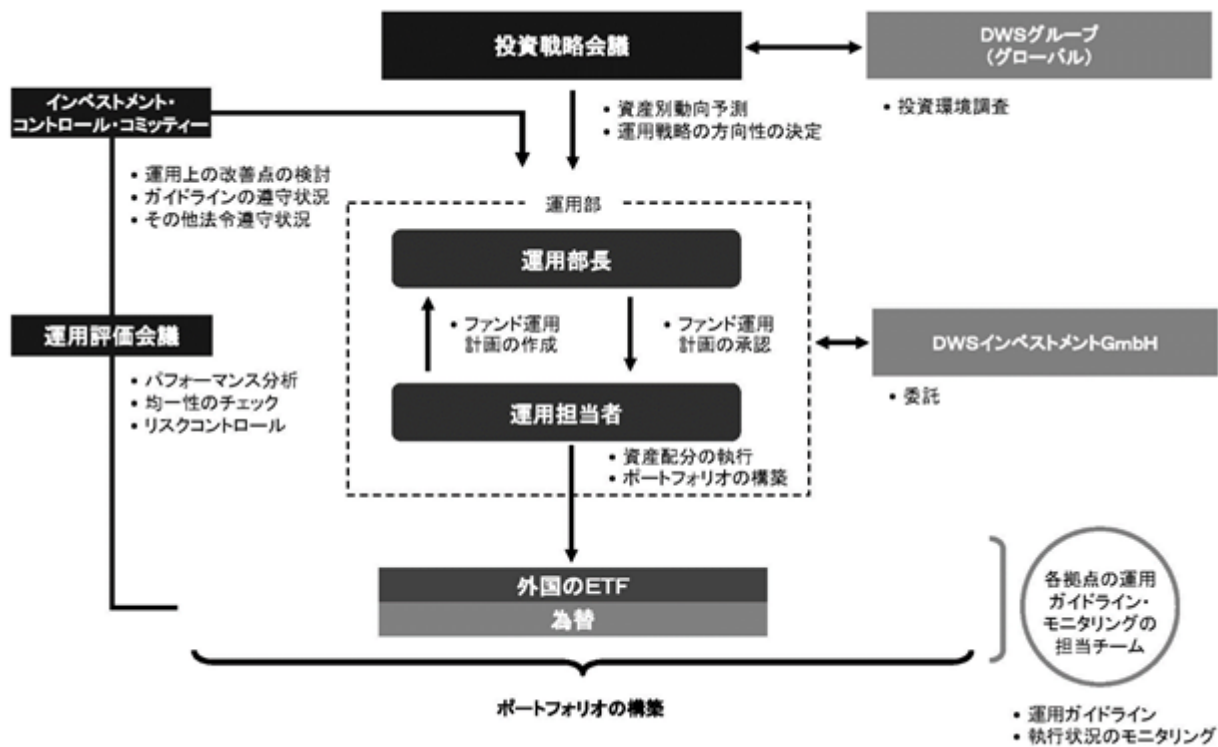 投資戦略会議
DWSグループ
(グローバル)
• 投資環境調査
• 資産別動向予測
• 運用戦略の方向性の決定
インベストメント・
コントロール・コミッティー
• 運用上の改善点の検討
• ガイドラインの遵守状況
• その他法令遵守状況
運用部
運用部長
• ファンド運用
計画の作成
• ファンド運用
計画の承認
運用担当者
• 資産配分の執行
• ポートフォリオの構築
運用評価会議
• パフォーマンス分析
• 均一性のチェック
• リスクコントロール
DWSインベストメントGmbH
• 委託
外国のETF
為替
ポートフォリオの構築
各拠点の運用
ガイドライン・
モニタリングの
担当チーム
• 運用ガイドライン
• 執行状況のモニタリング